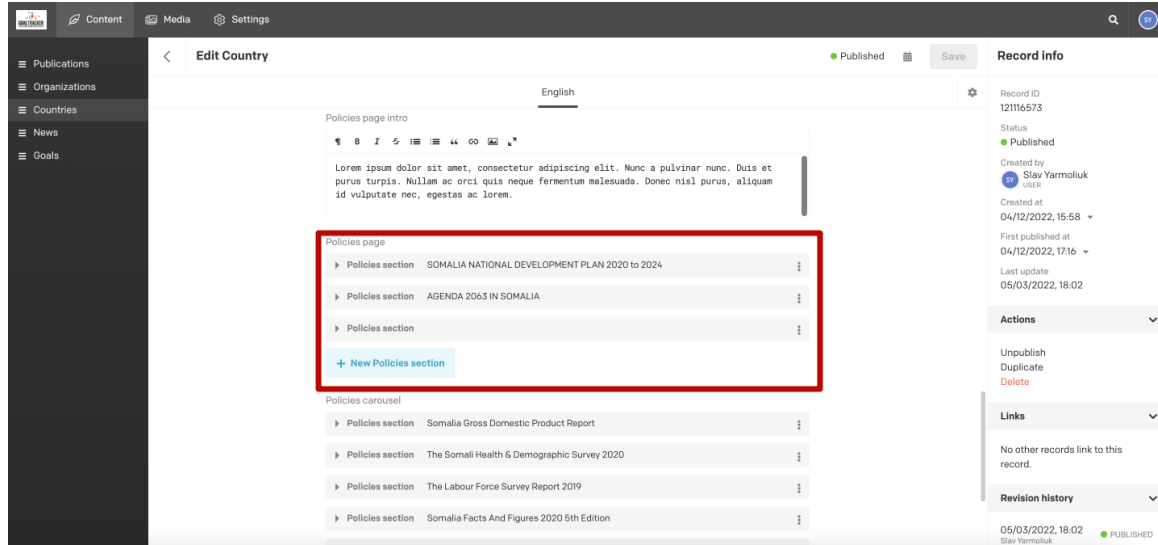 GOALTRACKER
Content
Media
Settings
SY
Publications
Organizations
Countries
News
Goals
Edit Country
Published
Save
English
Policies page intro
B I S
Lorem ipsum dolor sit amet, consectetur adipiscing elit. Nunc a pulvinar nunc. Duis et
purus turpis. Nullam ac orci quis neque fermentum malesuada. Donec nisl purus, aliquam
id vulputate nec, egestas ac lorem.
Policies page
Policies section SOMALIA NATIONAL DEVELOPMENT PLAN 2020 to 2024
Policies section AGENDA 2063 IN SOMALIA
Policies section
+ New Policies section
Policies carousel
Policies section Somalia Gross Domestic Product Report
Policies section The Somali Health & Demographic Survey 2020
Policies section The Labour Force Survey Report 2019
Policies section Somalia Facts And Figures 2020 5th Edition
Record info
Record ID
121116573
Status
Published
Created by
SY Slav Yarmoliuk
USER
Created at
04/12/2022, 15:58
First published at
04/12/2022, 17:16
Last update
05/03/2022, 18:02
Actions
Unpublish
Duplicate
Delete
Links
No other records link to this
record.
Revision history
05/03/2022, 18:02 PUBLISHED
Slav Yarmoliuk